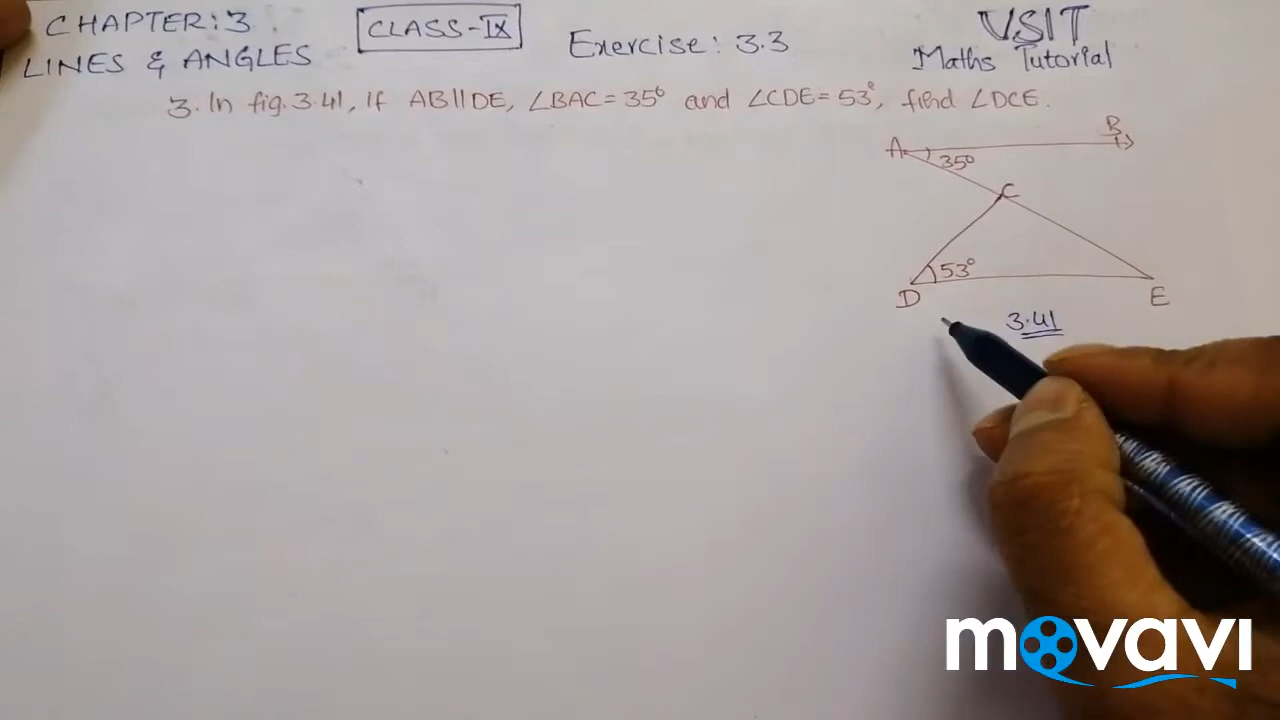 CHAPTER: 3
LINES & ANGLES
CLASS-IX
Exercise: 3.3
VSIT
Maths Tutorial
3. In fig. 3.41, if AB||DE, ∠BAC = 35° and ∠CDE = 53°, find ∠DCE.
A
B
35°
C
53°
D
E
3.41
movavi